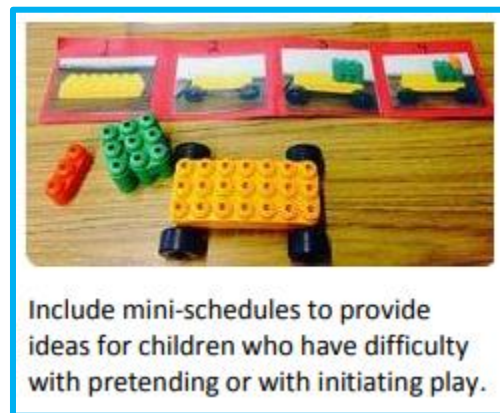 1 2 3 4
Include mini-schedules to provide
ideas for children who have difficulty
with pretending or with initiating play.